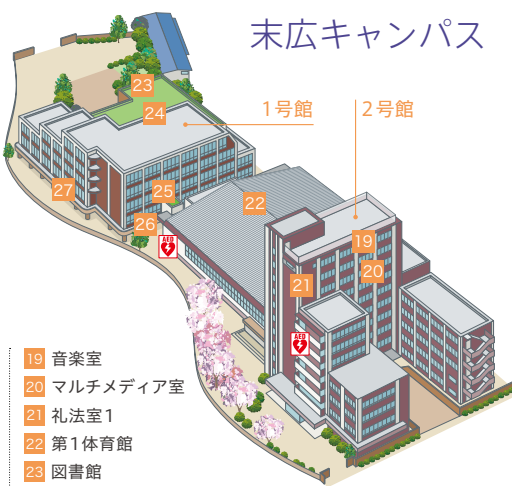 末広キャンパス
23
24
1号館
2号館
27
25
22
26
AED
19
20
21
AED
19 音楽室
20 マルチメディア室
21 礼法室1
22 第1体育館
23 図書館